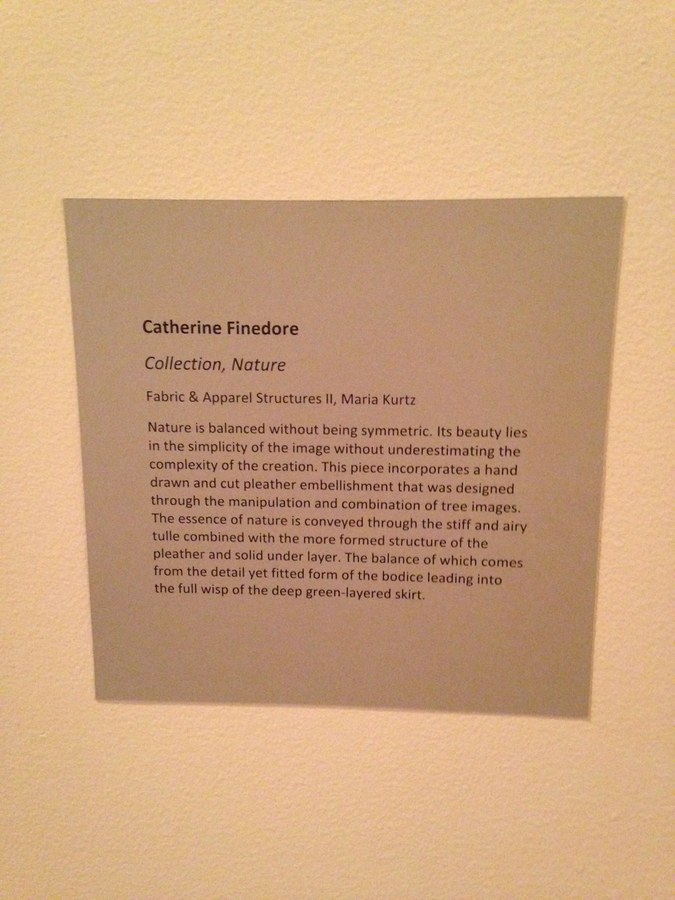 Catherine Finedore
Collection, Nature
Fabric & Apparel Structures II, Maria Kurtz
Nature is balanced without being symmetric. Its beauty lies
in the simplicity of the image without underestimating the
complexity of the creation. This piece incorporates a hand
drawn and cut pleather embellishment that was designed
through the manipulation and combination of tree images.
The essence of nature is conveyed through the stiff and airy
tulle combined with the more formed structure of the
pleather and solid under layer. The balance of which comes
from the detail yet fitted form of the bodice leading into
the full wisp of the deep green-layered skirt.